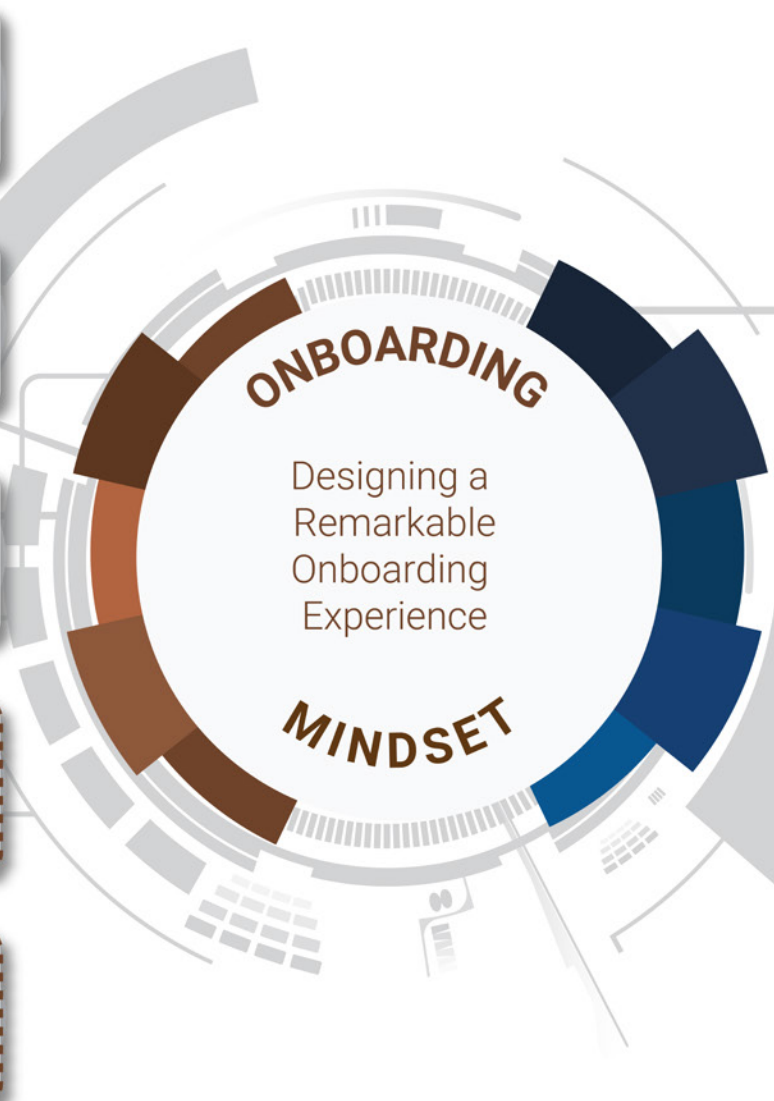 ONBOARDING
Designing a
Remarkable
Onboarding
Experience
MINDSET